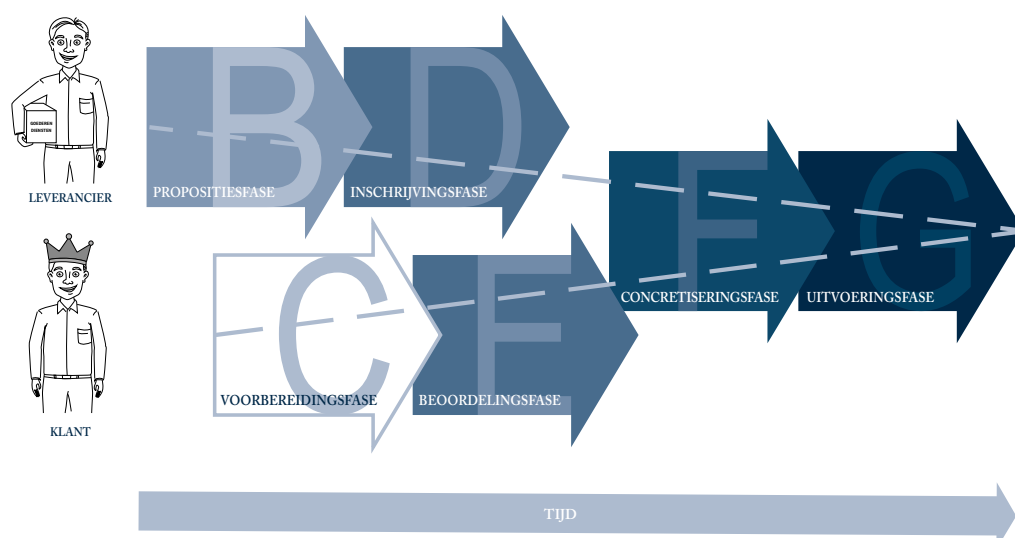 GOEDEREN
DIENSTEN
LEVERANCIER
B
PROPOSITIESFASE
D
INSCHRIJVINGSFASE
KLANT
C
VOORBEREIDINGSFASE
E
BEOORDELINGSFASE
F
CONCRETISERINGSFASE
G
UITVOERINGSFASE
TIJD